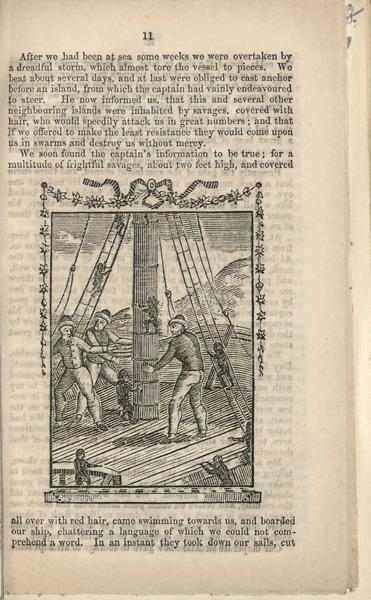 11
After we had been at sea some weeks we were overtaken by
a dreadful storm, which almost tore the vessel to pieces. We
beat about several days, and at last were obliged to cast anchor
before an island, from which the captain had vainly endeavoured
to steer. He now informed us, that this and several other
neighbouring islands were inhabited by savages, covered with
hair, who would speedily attack us in great numbers; and that
if we offered to make the least resistance they would come upon
us in swarms and destroy us without mercy.
We soon found the captain's information to be true; for a
multitude of frightful savages, about two feet high, and covered
all over with red hair, came swimming towards us, and boarded
our ship, chattering a language of which we could not com-
prehend a word. In an instant they took down our sails, cut